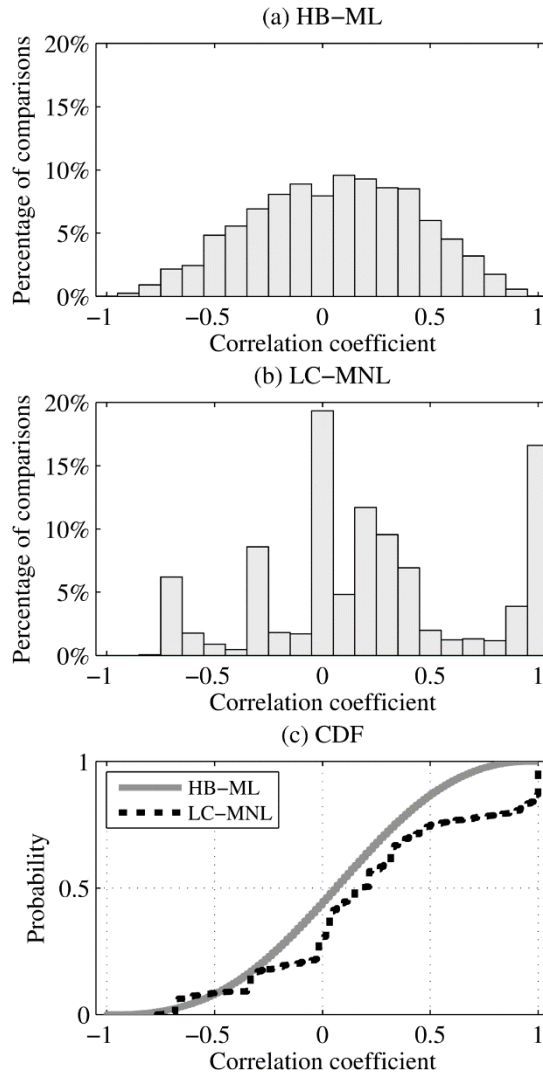 (a) HB−ML
20%
15%
10%
5%
0%
Percentage of comparisons
−1 −0.5 0 0.5 1
Correlation coefficient
(b) LC−MNL
20%
15%
10%
5%
0%
Percentage of comparisons
−1 −0.5 0 0.5 1
Correlation coefficient
(c) CDF
1
0.5
0
Probability
HB−ML
LC−MNL
−1 −0.5 0 0.5 1
Correlation coefficient